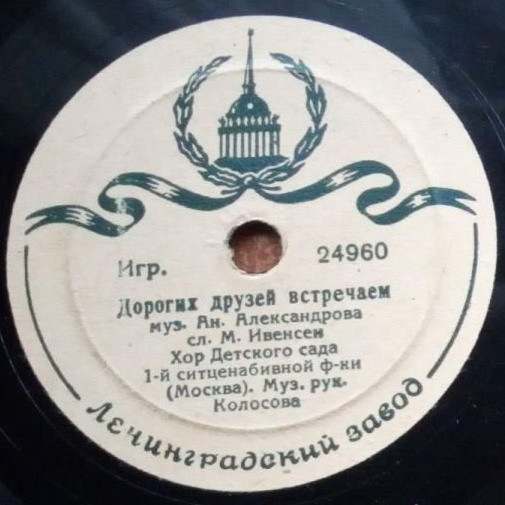 Игр. 24960
Дорогих друзей встречаем
муз. Ан. Александрова
сл. М. Ивенсен
Хор Детского сада
1-й ситценабивной ф-ки
(Москва). Муз. рук.
Колосова
Ленинградский завод